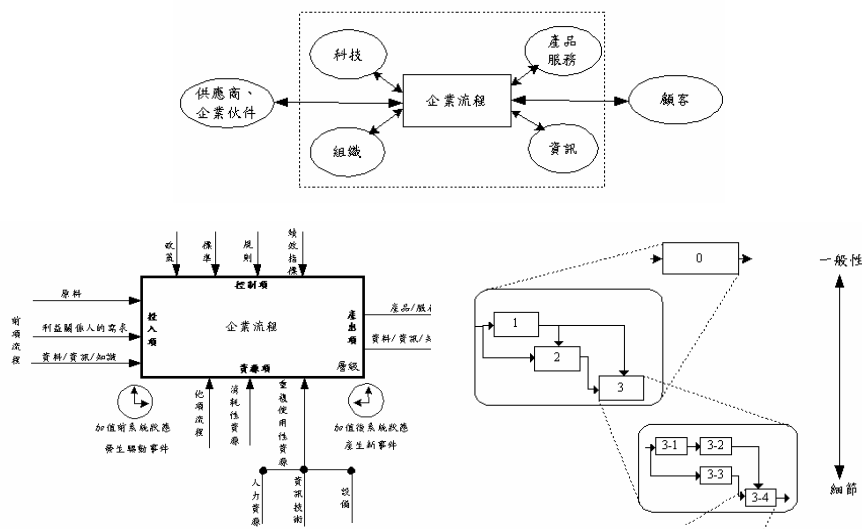 科技
產品
服務
供應商、
企業伙伴
企業流程
顧客
組織
資訊
政策
標準
規則
績效指標
控制項
原料
前項流程
利益關係人的需求
資料/資訊/知識
投入項
企業流程
產出項
產品/服
資料/資訊/
資源項
層級
加值前系統狀態
發生驅動事件
他項流程
消耗性資源
重複使用性資源
加值後系統狀態
產生新事件
人力資源
資訊技術
設備
0
一般性
1
2
3
3-1
3-2
3-3
3-4
細節